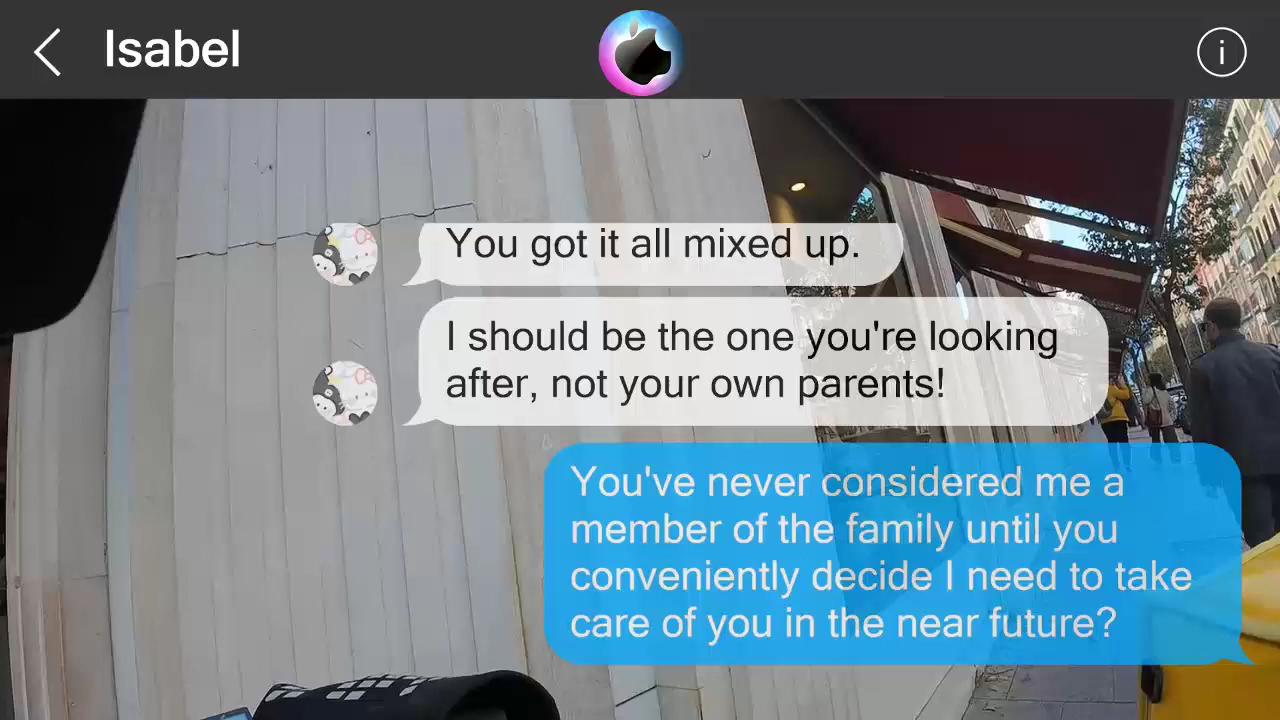 Isabel
You got it all mixed up.
I should be the one you're looking
after, not your own parents!
You've never considered me a
member of the family until you
conveniently decide I need to take
care of you in the near future?